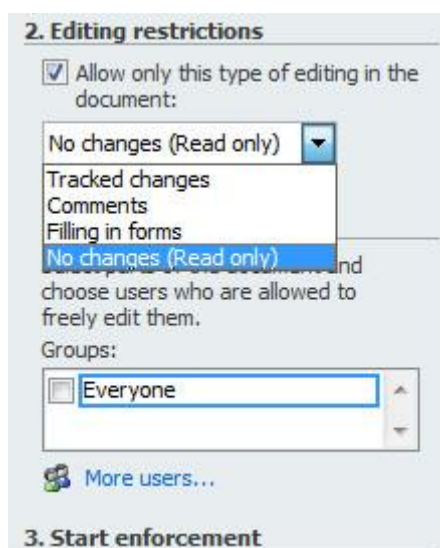 2. Editing restrictions
Allow only this type of editing in the
document:
No changes (Read only)
Tracked changes
Comments
Filling in forms
No changes (Read only)
and
choose users who are allowed to
freely edit them.
Groups:
Everyone
More users...
3. Start enforcement